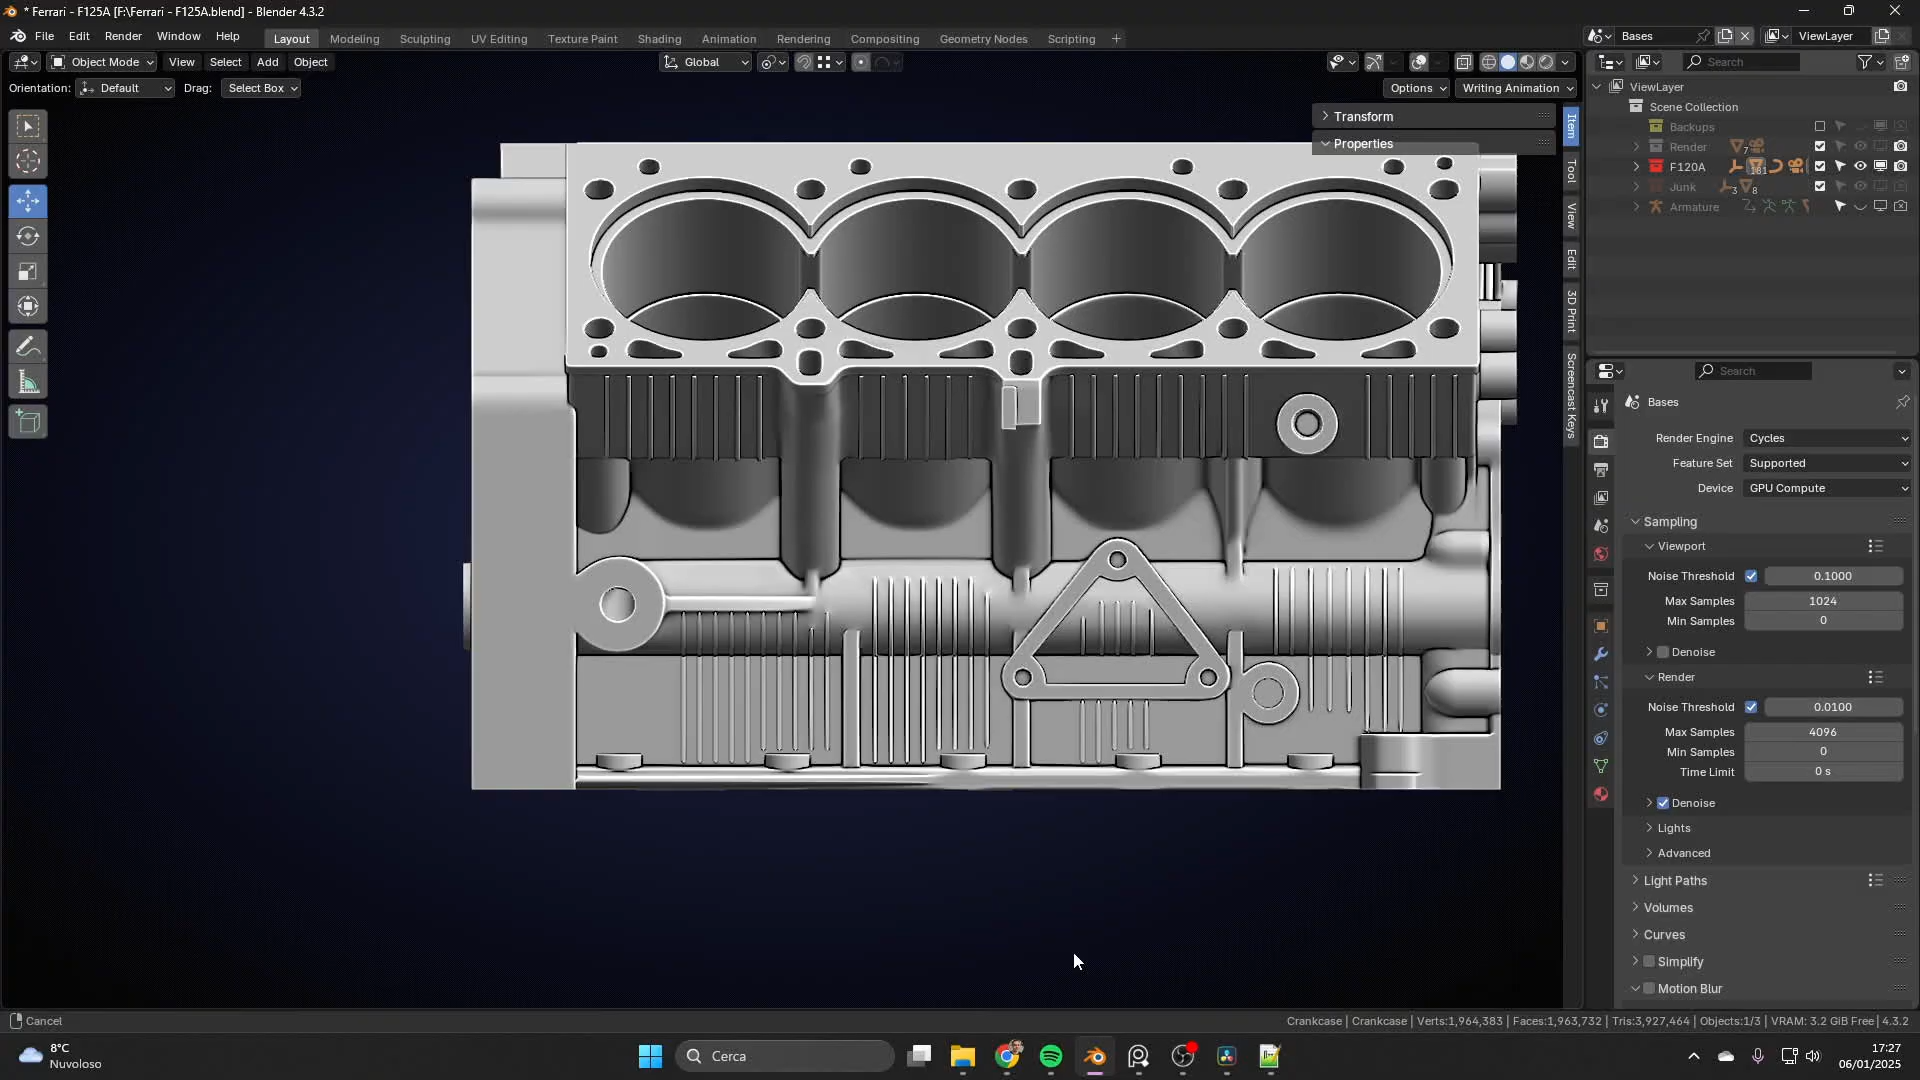 * Ferrari - F125A [F:\Ferrari - F125A.blend] - Blender 4.3.2
File Edit Render Window Help Layout Modeling Sculpting UV Editing Texture Paint Shading Animation Rendering Compositing Geometry Nodes Scripting + Bases ViewLayer
Object Mode View Select Add Object Global Search
Orientation: Default Drag: Select Box Options Writing Animation
Transform
Properties
Item
Tool
View
Edit
3D Print
Screencast Keys
ViewLayer
Scene Collection
Backups
Render 7
F120A 181
Junk 3 8
Armature
Search
Bases
Render Engine Cycles
Feature Set Supported
Device GPU Compute
Sampling
Viewport
Noise Threshold 0.1000
Max Samples 1024
Min Samples 0
Denoise
Render
Noise Threshold 0.0100
Max Samples 4096
Min Samples 0
Time Limit 0 s
Denoise
Lights
Advanced
Light Paths
Volumes
Curves
Simplify
Motion Blur
Cancel Crankcase | Crankcase | Verts:1,964,383 | Faces:1,963,732 | Tris:3,927,464 | Objects:1/3 | VRAM: 3.2 GiB Free | 4.3.2
8°C
Nuvoloso
Cerca
17:27
06/01/2025